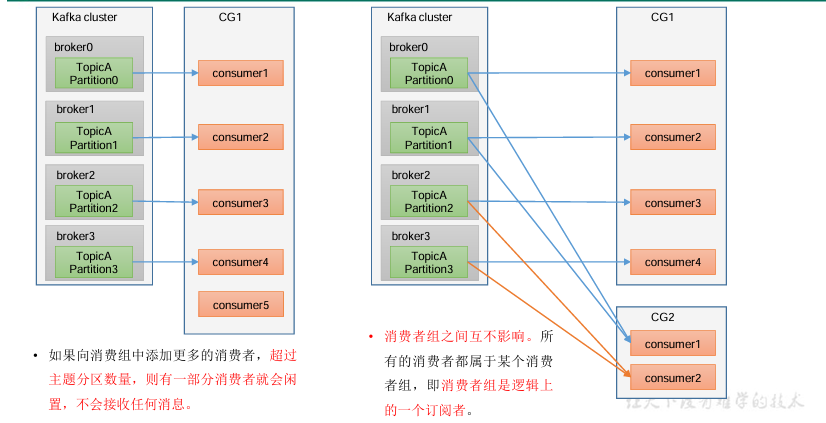 Kafka cluster
CG1
broker0
TopicA
Partition0
consumer1
broker1
TopicA
Partition1
consumer2
broker2
TopicA
Partition2
consumer3
broker3
TopicA
Partition3
consumer4
consumer5
• 如果向消费组中添加更多的消费者，超过
主题分区数量，则有一部分消费者就会闲
置，不会接收任何消息。
Kafka cluster
CG1
broker0
TopicA
Partition0
consumer1
broker1
TopicA
Partition1
consumer2
broker2
TopicA
Partition2
consumer3
broker3
TopicA
Partition3
consumer4
CG2
consumer1
consumer2
• 消费者组之间互不影响。所
有的消费者都属于某个消费
者组，即消费者组是逻辑上
的一个订阅者。
学的技术